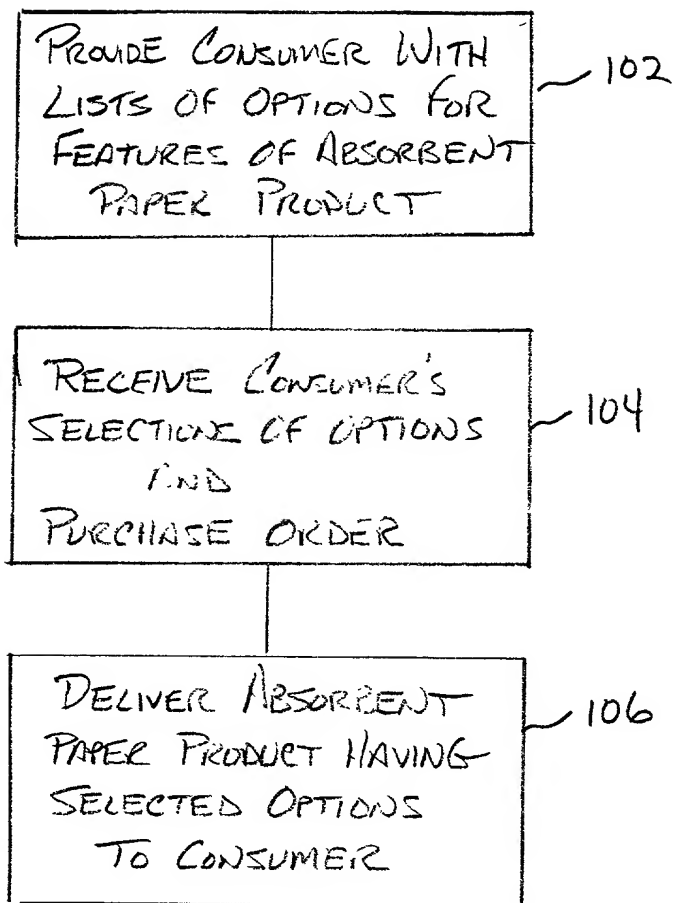 PROVIDE CONSUMER WITH
LISTS OF OPTIONS FOR
FEATURES OF ABSORBENT
PAPER PRODUCT
102
RECEIVE CONSUMER'S
SELECTIONS OF OPTIONS
AND
PURCHASE ORDER
104
DELIVER ABSORBENT
PAPER PRODUCT HAVING
SELECTED OPTIONS
TO CONSUMER
106